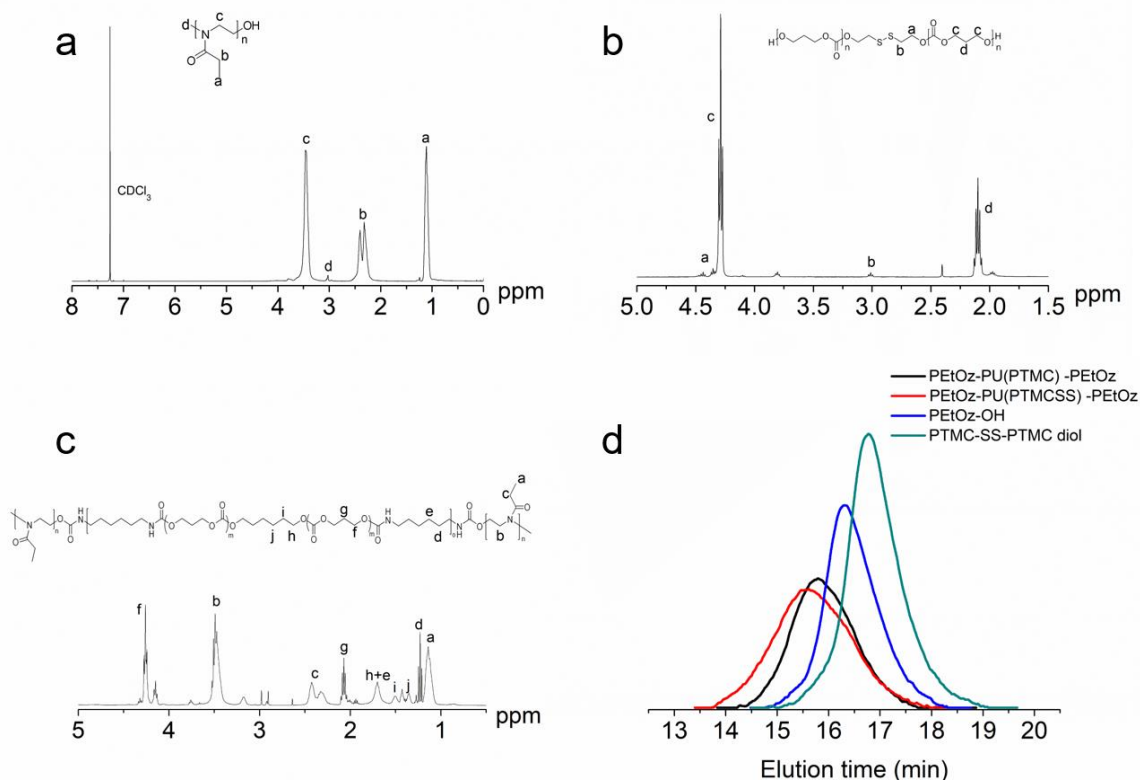 a
d
c
OH
N
n
O
b
a
CDCl3
c
d
b
a
8 7 6 5 4 3 2 1 0 ppm
b
H O O O n O S S a O O c c O H n
O b O d
c
a
b
d
5.0 4.5 4.0 3.5 3.0 2.5 2.0 1.5 ppm
c
a
c O
N O n N H O N H O O O O m O i O g O O m O N H e N H O b N n
O j h O f d n
f
b
c
g
h+e
i
j
d
a
5 4 3 2 1 ppm
d
PEtOz-PU(PTMC) -PEtOz
PEtOz-PU(PTMCSS) -PEtOz
PEtOz-OH
PTMC-SS-PTMC diol
13 14 15 16 17 18 19 20
Elution time (min)